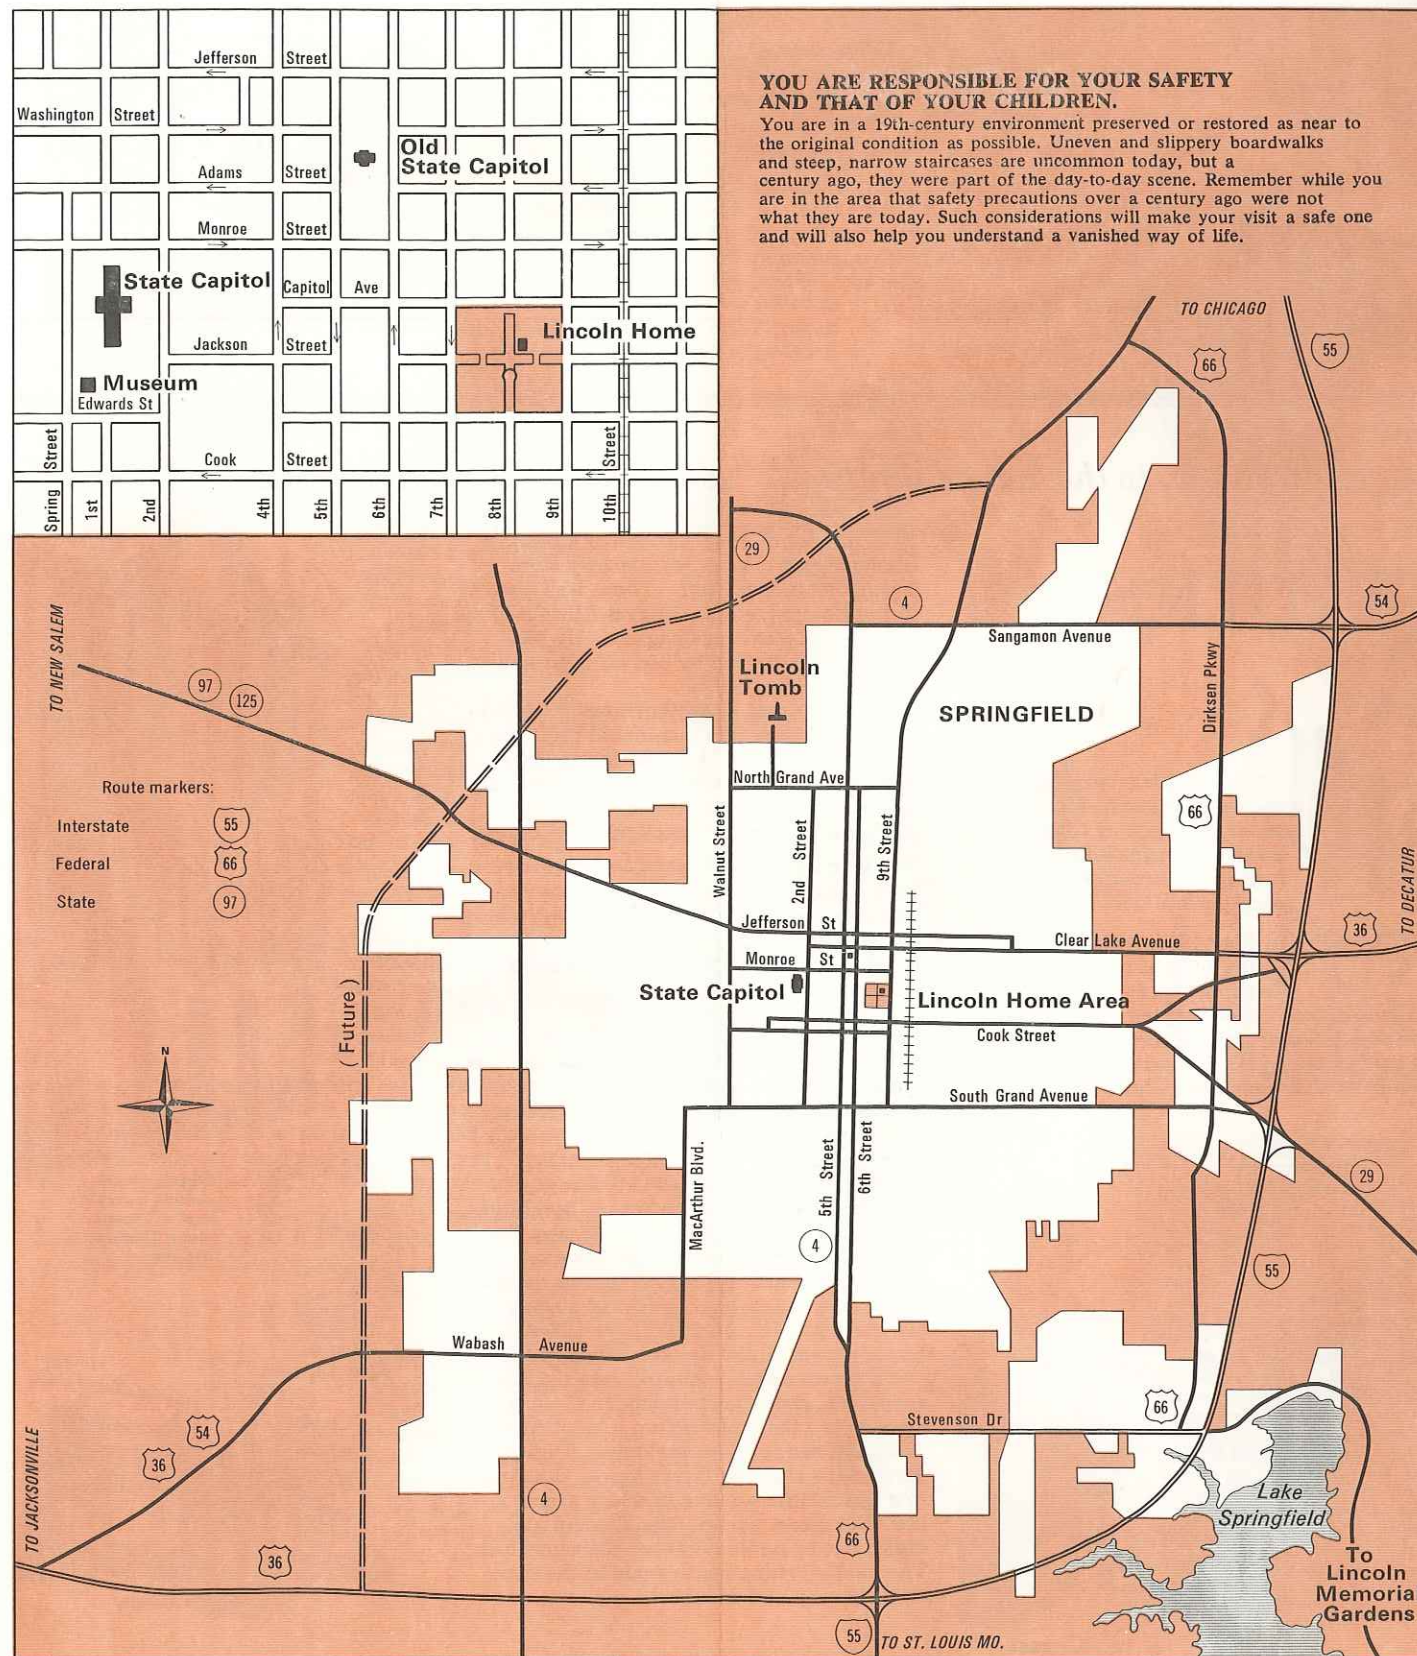 Jefferson Street
Washington Street
Old
State Capitol
Adams Street
Monroe Street
State Capitol
Capitol Ave
Lincoln Home
Jackson Street
Museum
Edwards St
Spring Street
Cook Street
10th Street
1st
2nd
4th
5th
6th
7th
8th
9th
YOU ARE RESPONSIBLE FOR YOUR SAFETY
AND THAT OF YOUR CHILDREN.
You are in a 19th-century environment preserved or restored as near to
the original condition as possible. Uneven and slippery boardwalks
and steep, narrow staircases are uncommon today, but a
century ago, they were part of the day-to-day scene. Remember while you
are in the area that safety precautions over a century ago were not
what they are today. Such considerations will make your visit a safe one
and will also help you understand a vanished way of life.
TO CHICAGO
55
66
29
4
54
Sangamon Avenue
TO NEW SALEM
97
125
Lincoln
Tomb
SPRINGFIELD
Dirksen Pkwy
North Grand Ave
Route markers:
Interstate 55
Federal 66
State 97
66
Walnut Street
2nd Street
9th Street
TO DECATUR
Jefferson St
36
Clear Lake Avenue
Monroe St
State Capitol
Lincoln Home Area
(Future)
Cook Street
N
South Grand Avenue
MacArthur Blvd.
5th Street
6th Street
29
4
55
Wabash Avenue
66
Stevenson Dr
54
36
TO JACKSONVILLE
4
Lake
Springfield
36
66
To
Lincoln
Memorial
Gardens
55
TO ST. LOUIS MO.